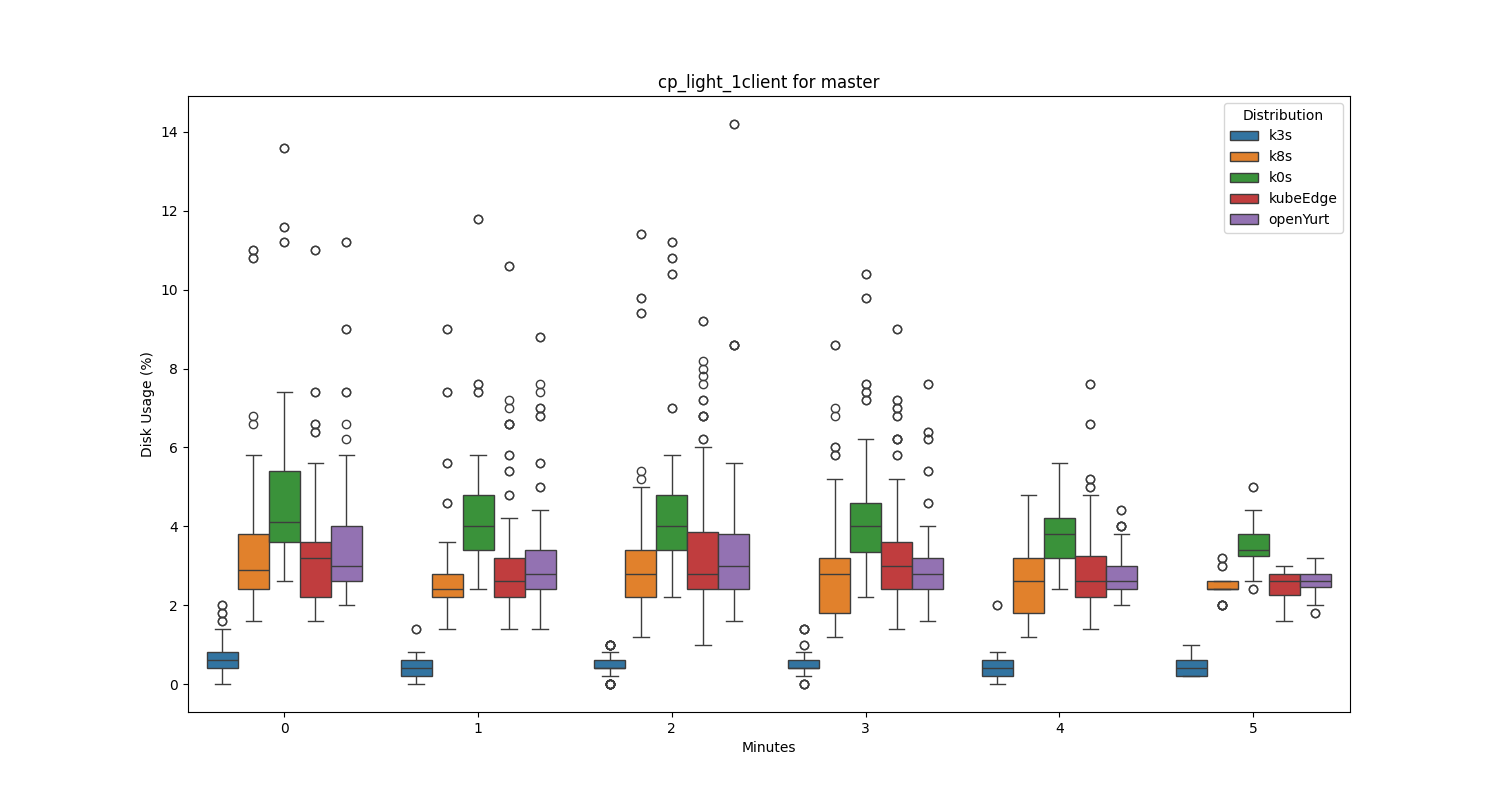 cp_light_1client for master
Distribution
k3s
k8s
k0s
kubeEdge
openYurt
Disk Usage (%)
14
12
10
8
6
4
2
0
0 1 2 3 4 5
Minutes